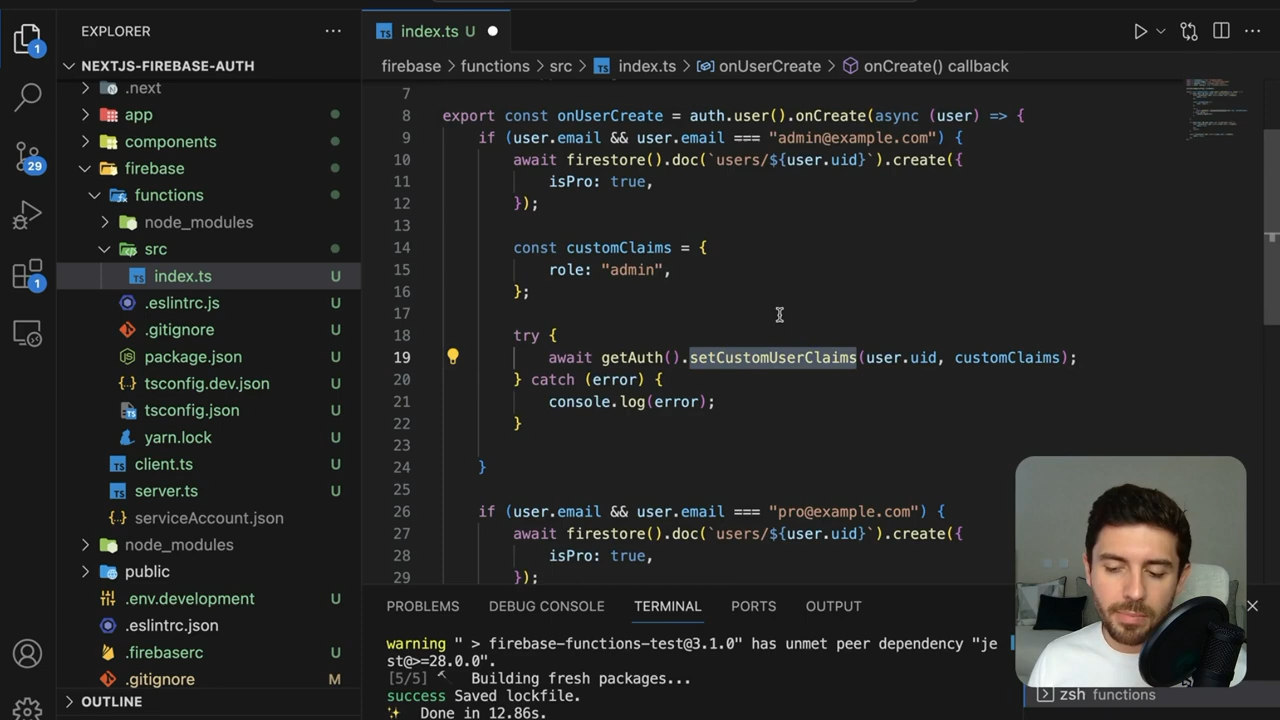 EXPLORER
NEXTJS-FIREBASE-AUTH
.next
app
components
firebase
functions
node_modules
src
TS index.ts U
.eslintrc.js U
.gitignore U
package.json U
tsconfig.dev.json U
tsconfig.json U
yarn.lock U
TS client.ts U
TS server.ts U
serviceAccount.json
node_modules
public
.env.development U
.eslintrc.json U
.firebaserc U
.gitignore M
OUTLINE
1
29
1
TS index.ts
firebase > functions > src > TS index.ts > onUserCreate > onCreate() callback
7
8 export const onUserCreate = auth.user().onCreate(async (user) => {
9 if (user.email && user.email === "admin@example.com") {
10 await firestore().doc(`users/${user.uid}`).create({
11 isPro: true,
12 });
13
14 const customClaims = {
15 role: "admin",
16 };
17
18 try {
19 await getAuth().setCustomUserClaims(user.uid, customClaims);
20 } catch (error) {
21 console.log(error);
22 }
23
24 }
25
26 if (user.email && user.email === "pro@example.com") {
27 await firestore().doc(`users/${user.uid}`).create({
28 isPro: true,
29 });
PROBLEMS DEBUG CONSOLE TERMINAL PORTS OUTPUT
warning " > firebase-functions-test@3.1.0" has unmet peer dependency "je
st@>=28.0.0".
[5/5] Building fresh packages...
success Saved lockfile.
Done in 12.86s.
zsh functions